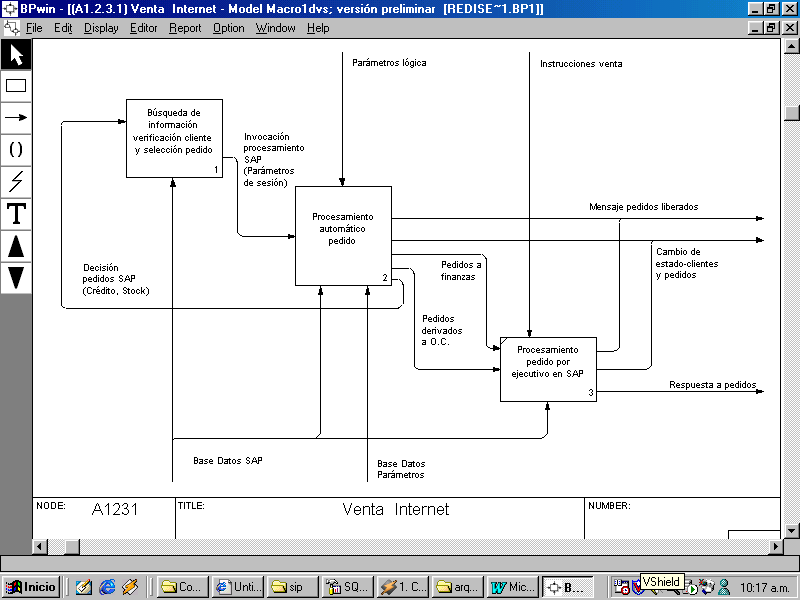 BPwin - [(A1.2.3.1) Venta Internet - Model Macro1dvs; versión preliminar [REDISE~1.BP1]]
File Edit Display Editor Report Option Window Help
Parámetros lógica
Instrucciones venta
Búsqueda de
información
verificación cliente
y selección pedido
1
Invocación
procesamiento
SAP
(Parámetros
de sesión)
Procesamiento
automático
pedido
2
Mensaje pedidos liberados
Cambio de
estado-clientes
y pedidos
Decisión
pedidos SAP
(Crédito, Stock)
Pedidos a
finanzas
Pedidos
derivados
a O.C.
Procesamiento
pedido por
ejecutivo en SAP
3
Respuesta a pedidos
Base Datos SAP
Base Datos
Parámetros
NODE: A1231
TITLE: Venta Internet
NUMBER:
VShield
Inicio Co... Unti... sip SQ... 1. C... arq... Mic... B... 10:17 a.m.